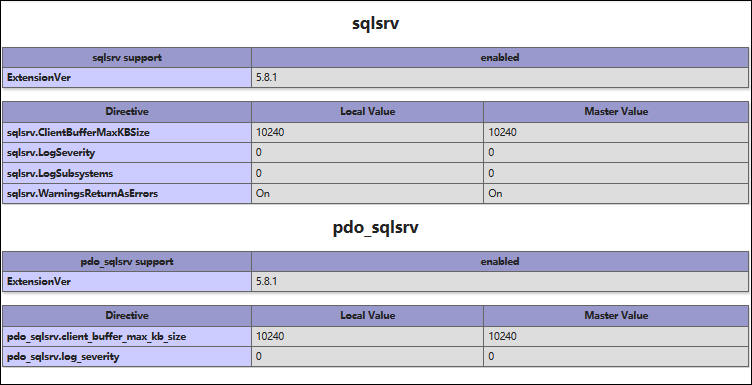 sqlsrv
sqlsrv support enabled
ExtensionVer 5.8.1
Directive Local Value Master Value
sqlsrv.ClientBufferMaxKBSize 10240 10240
sqlsrv.LogSeverity 0 0
sqlsrv.LogSubsystems 0 0
sqlsrv.WarningsReturnAsErrors On On
pdo_sqlsrv
pdo_sqlsrv support enabled
ExtensionVer 5.8.1
Directive Local Value Master Value
pdo_sqlsrv.client_buffer_max_kb_size 10240 10240
pdo_sqlsrv.log_severity 0 0